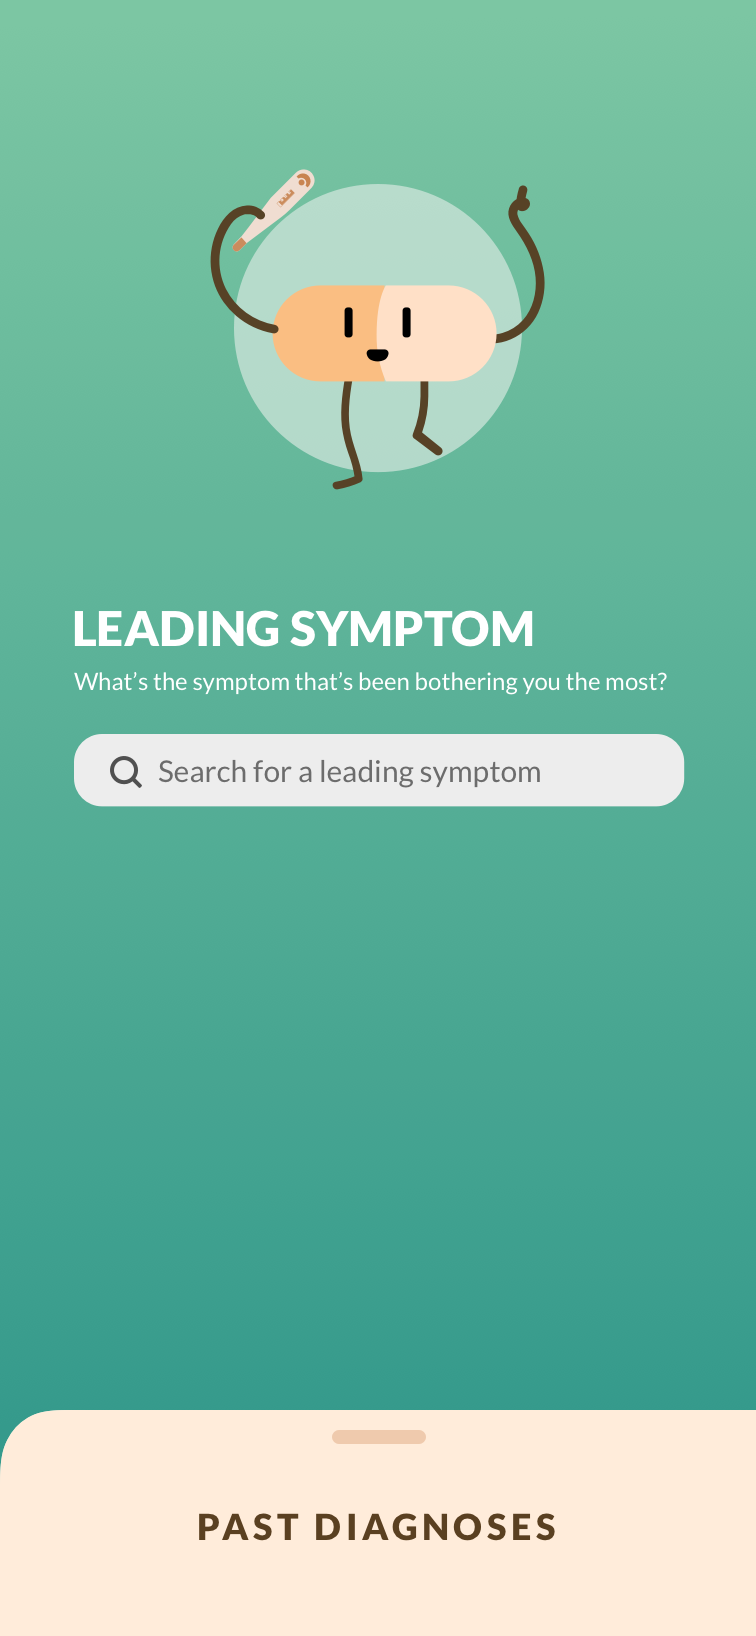 LEADING SYMPTOM
What’s the symptom that’s been bothering you the most?
Search for a leading symptom
PAST DIAGNOSES